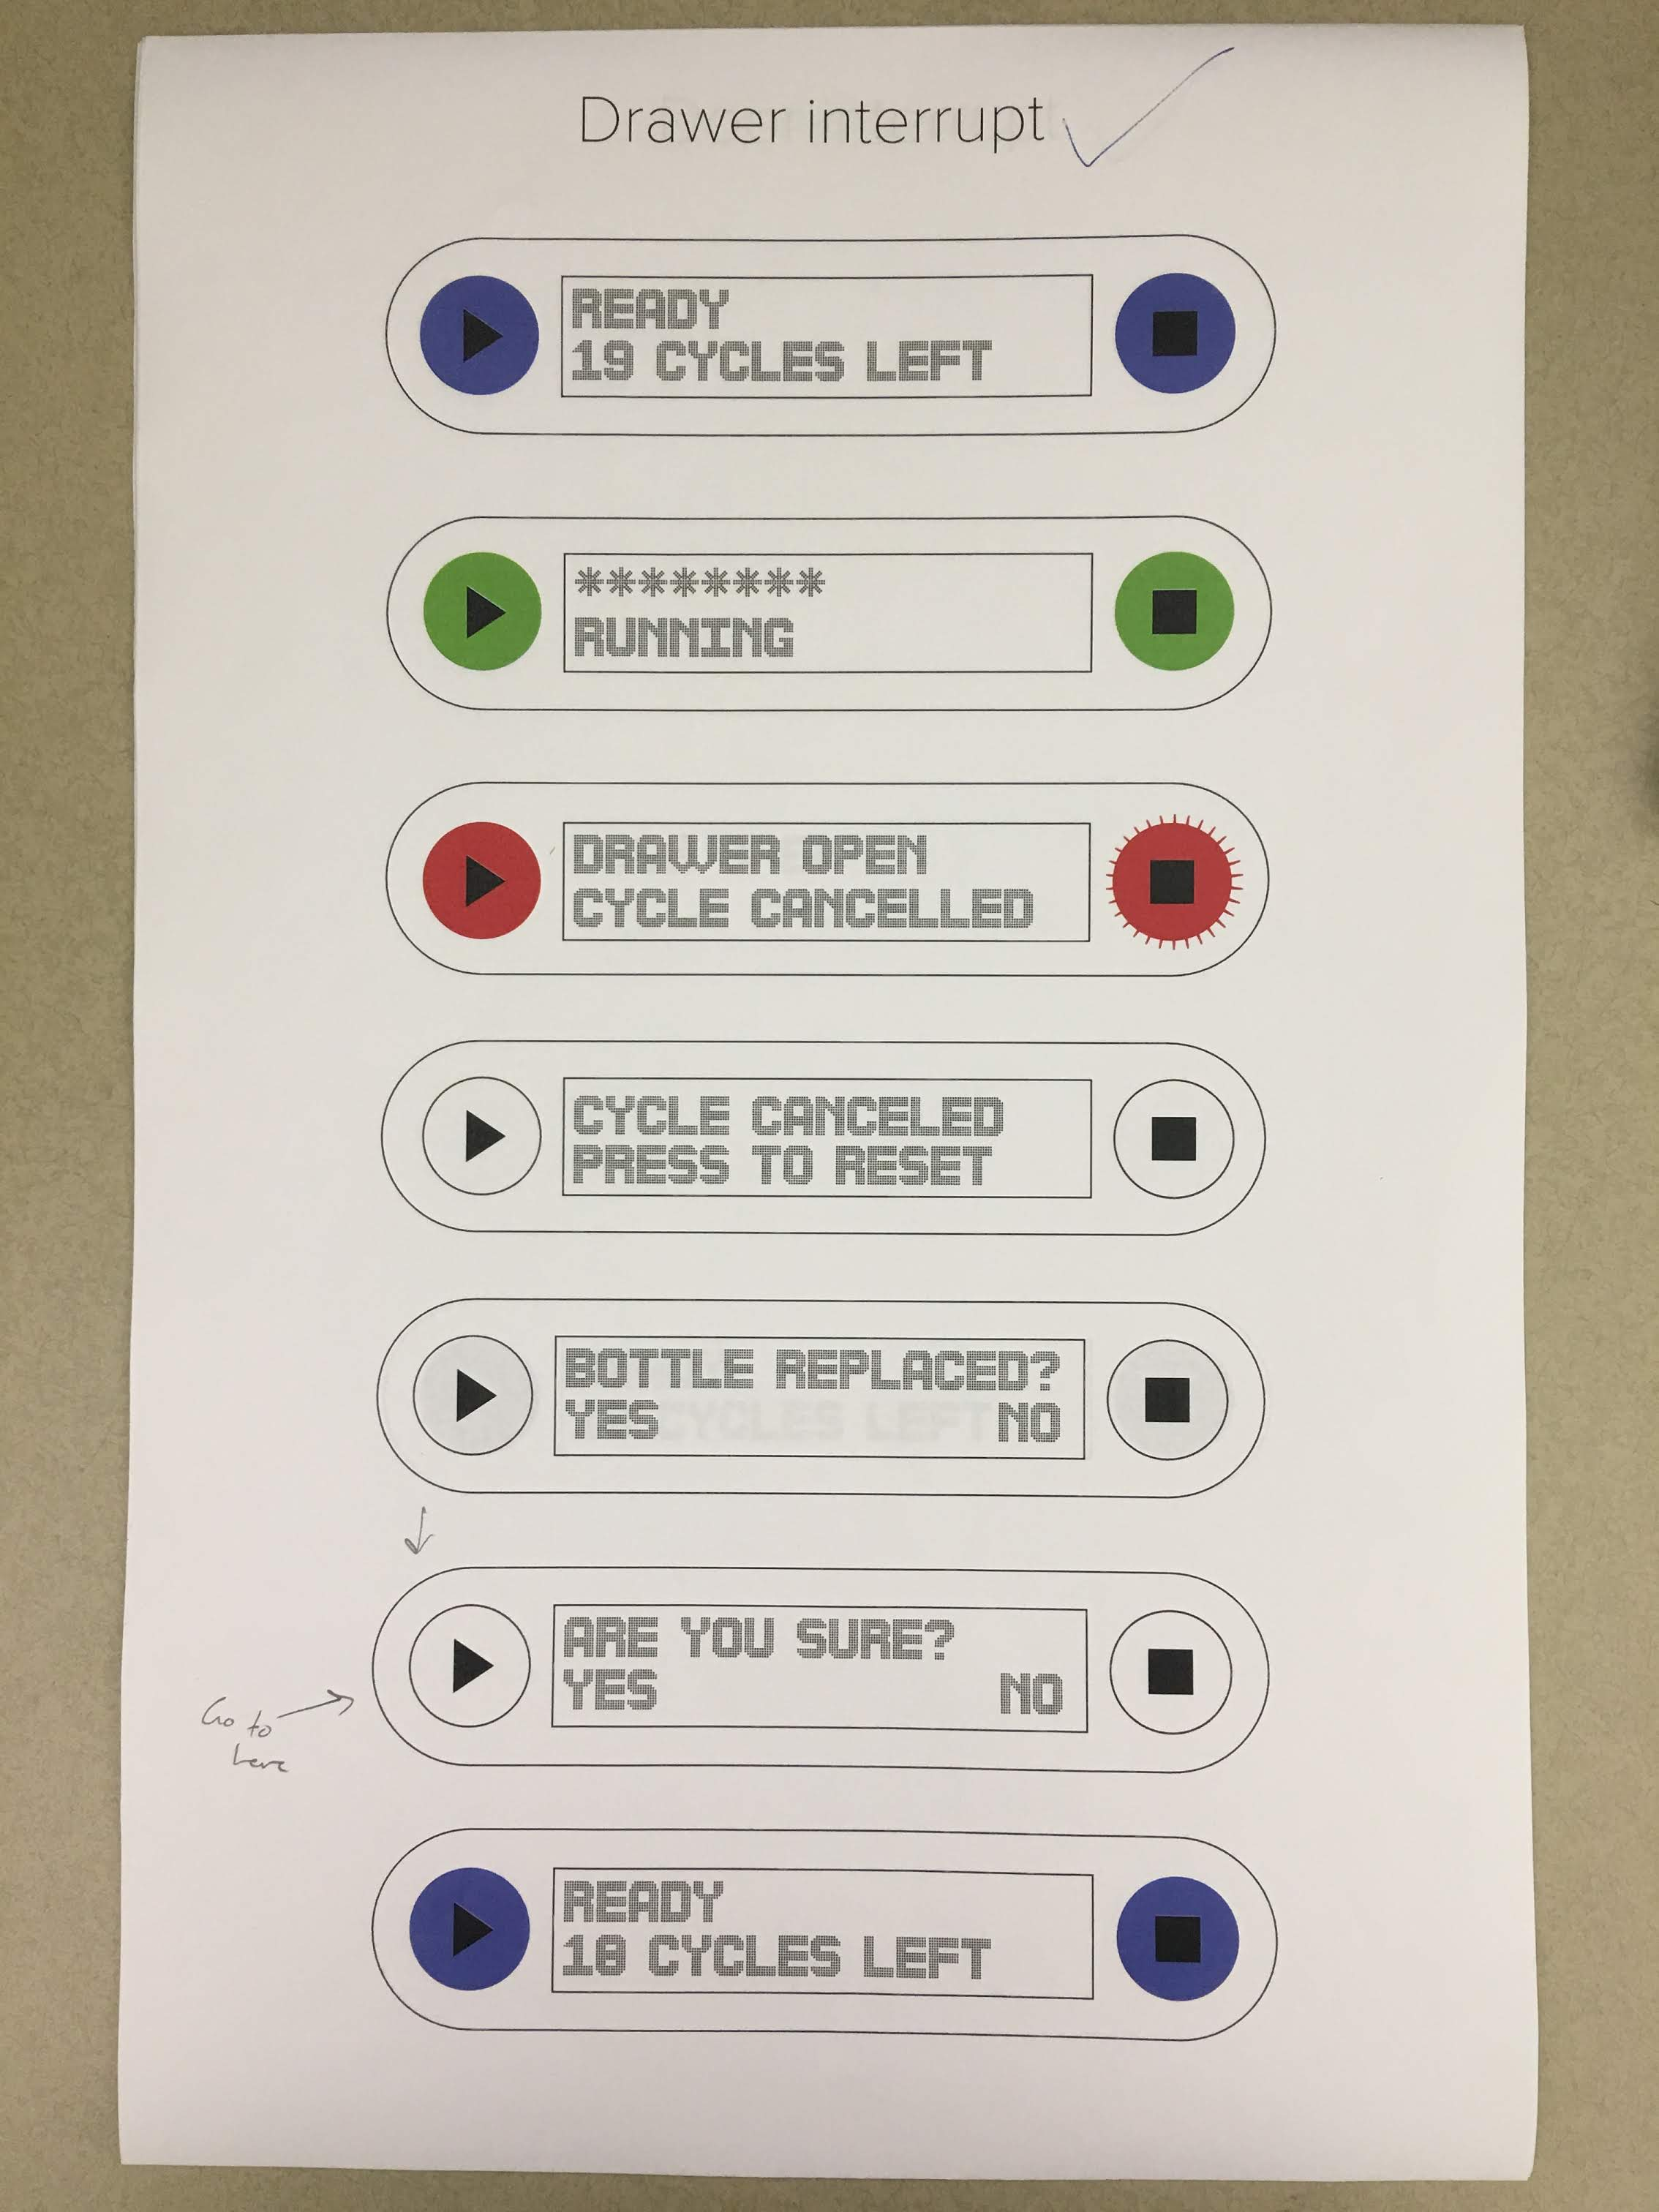 Drawer interrupt
READY
19 CYCLES LEFT
********
RUNNING
DRAWER OPEN
CYCLE CANCELLED
CYCLE CANCELED
PRESS TO RESET
BOTTLE REPLACED?
YES NO
ARE YOU SURE?
YES NO
Go to
here
READY
18 CYCLES LEFT